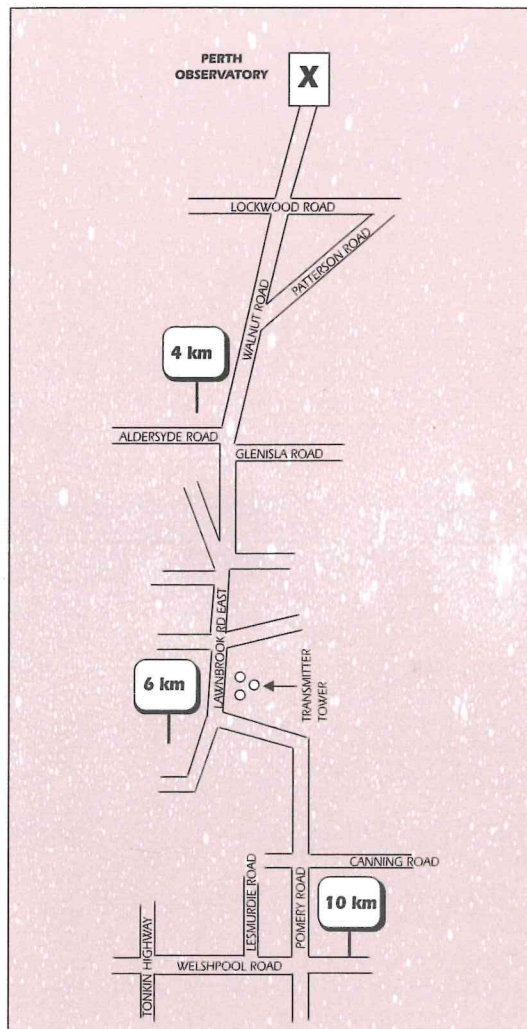 PERTH
OBSERVATORY
X
LOCKWOOD ROAD
PATTERSON ROAD
WALNUT ROAD
4 km
ALDERSYDE ROAD
GLENISLA ROAD
LAWNBROOK RD EAST
6 km
TRANSMITTER
TOWER
LESMURDIE ROAD
CANNING ROAD
POMERY ROAD
10 km
TONKIN HIGHWAY
WELSHPOOL ROAD